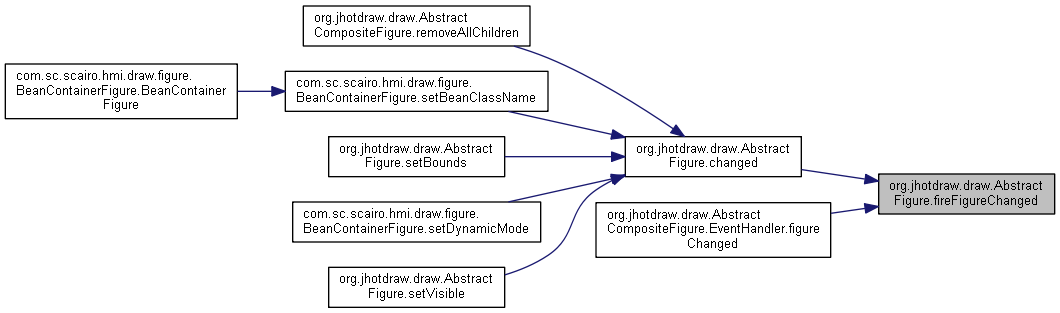 org.jhotdraw.draw.Abstract
CompositeFigure.removeAllChildren
com.sc.scairo.hmi.draw.figure.
BeanContainerFigure.BeanContainer
Figure
com.sc.scairo.hmi.draw.figure.
BeanContainerFigure.setBeanClassName
org.jhotdraw.draw.Abstract
Figure.setBounds
org.jhotdraw.draw.Abstract
Figure.changed
org.jhotdraw.draw.Abstract
Figure.fireFigureChanged
com.sc.scairo.hmi.draw.figure.
BeanContainerFigure.setDynamicMode
org.jhotdraw.draw.Abstract
CompositeFigure.EventHandler.figure
Changed
org.jhotdraw.draw.Abstract
Figure.setVisible